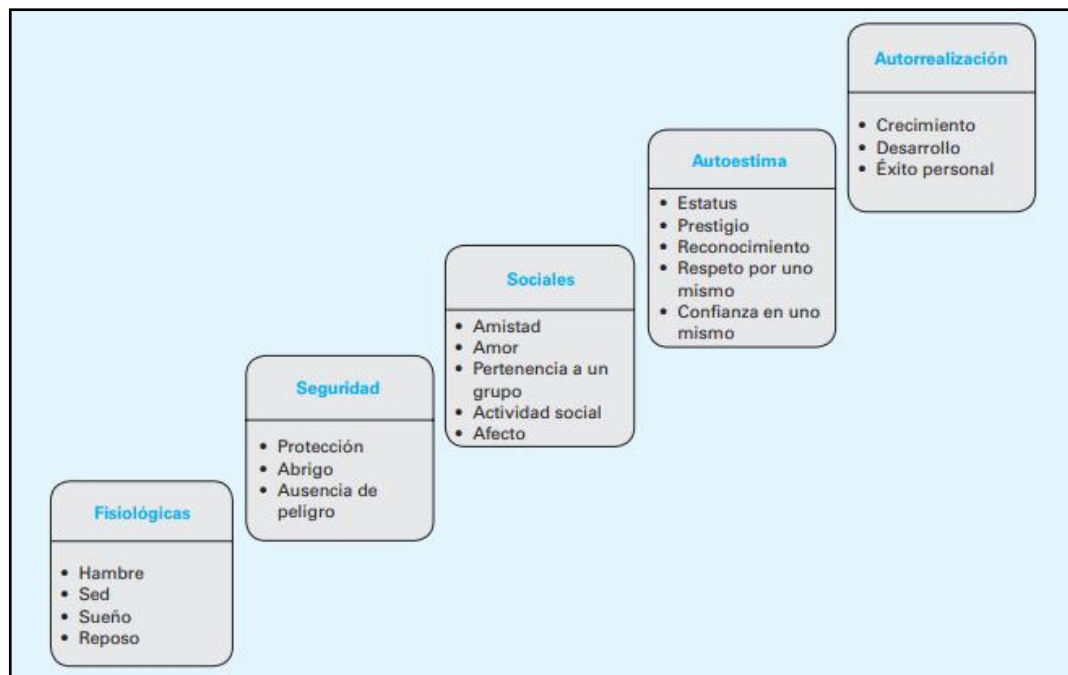 Autorrealización
• Crecimiento
• Desarrollo
• Éxito personal
Autoestima
• Estatus
• Prestigio
• Reconocimiento
• Respeto por uno
mismo
• Confianza en uno
mismo
Sociales
• Amistad
• Amor
• Pertenencia a un
grupo
• Actividad social
• Afecto
Seguridad
• Protección
• Abrigo
• Ausencia de
peligro
Fisiológicas
• Hambre
• Sed
• Sueño
• Reposo